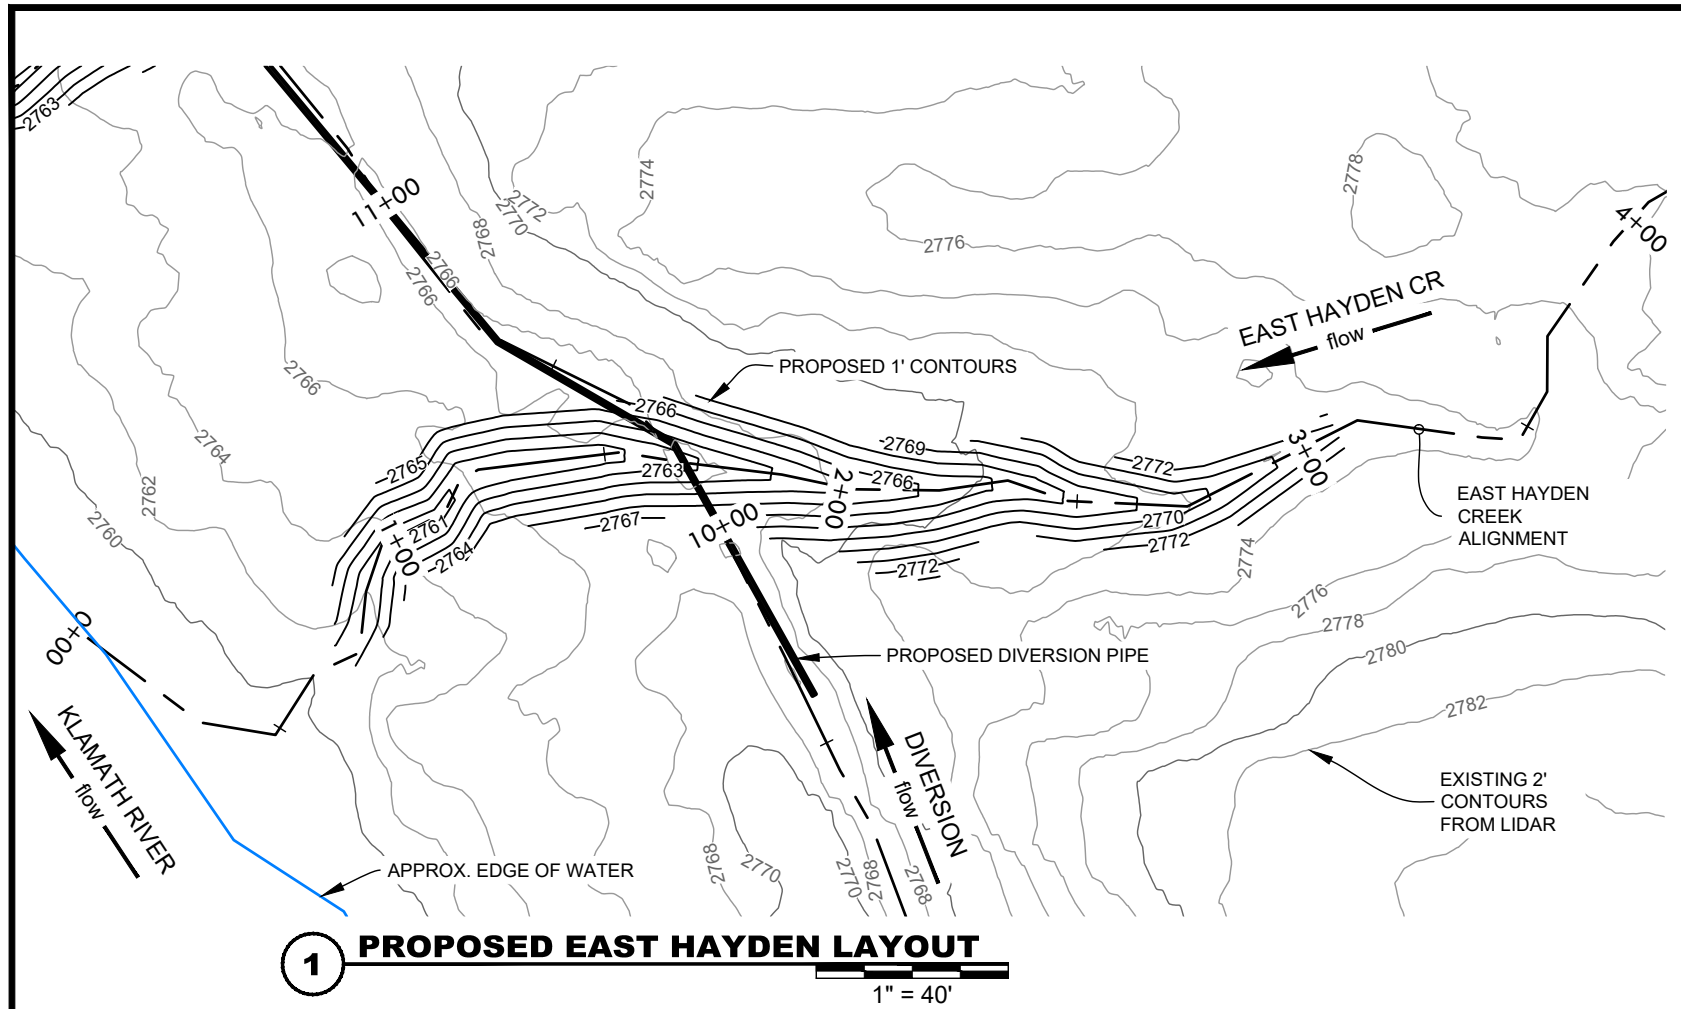 2763
11+00
2774
2772
2770
2768
2776
2778
4+00
2766
2766
EAST HAYDEN CR
flow
PROPOSED 1' CONTOURS
2766
2766
2764
2762
2760
2765
2763
2769
2766
2772
3+00
2+00
2761
2764
2767
10+00
2770
2772
2772
2774
EAST HAYDEN
CREEK
ALIGNMENT
2776
2778
2780
2782
0+00
PROPOSED DIVERSION PIPE
KLAMATH RIVER
flow
DIVERSION
flow
EXISTING 2'
CONTOURS
FROM LIDAR
APPROX. EDGE OF WATER
2768
2770
2770
2768
2768
1
PROPOSED EAST HAYDEN LAYOUT
1" = 40'